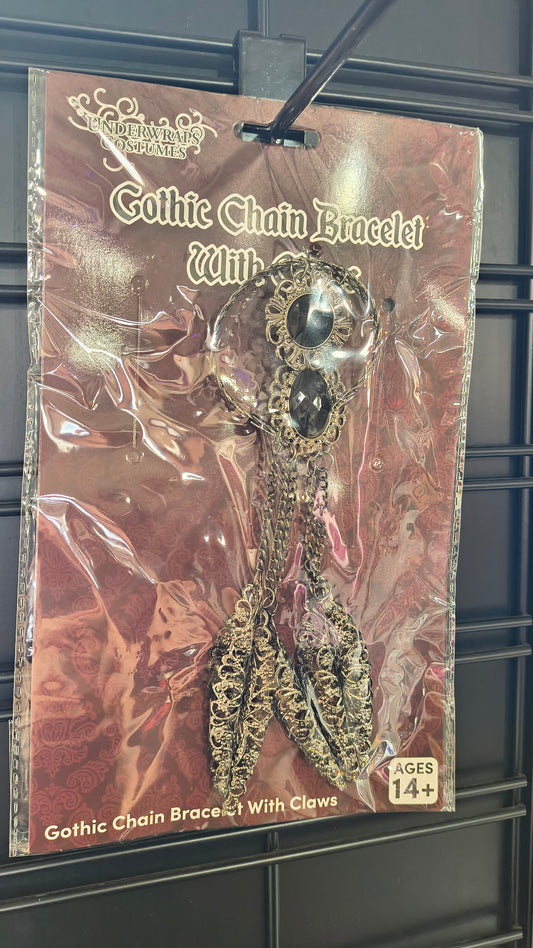 UNDERWRAPS
COSTUMES
Gothic Chain Bracelet
With
Gothic Chain Bracelet With Claws
AGES
14+